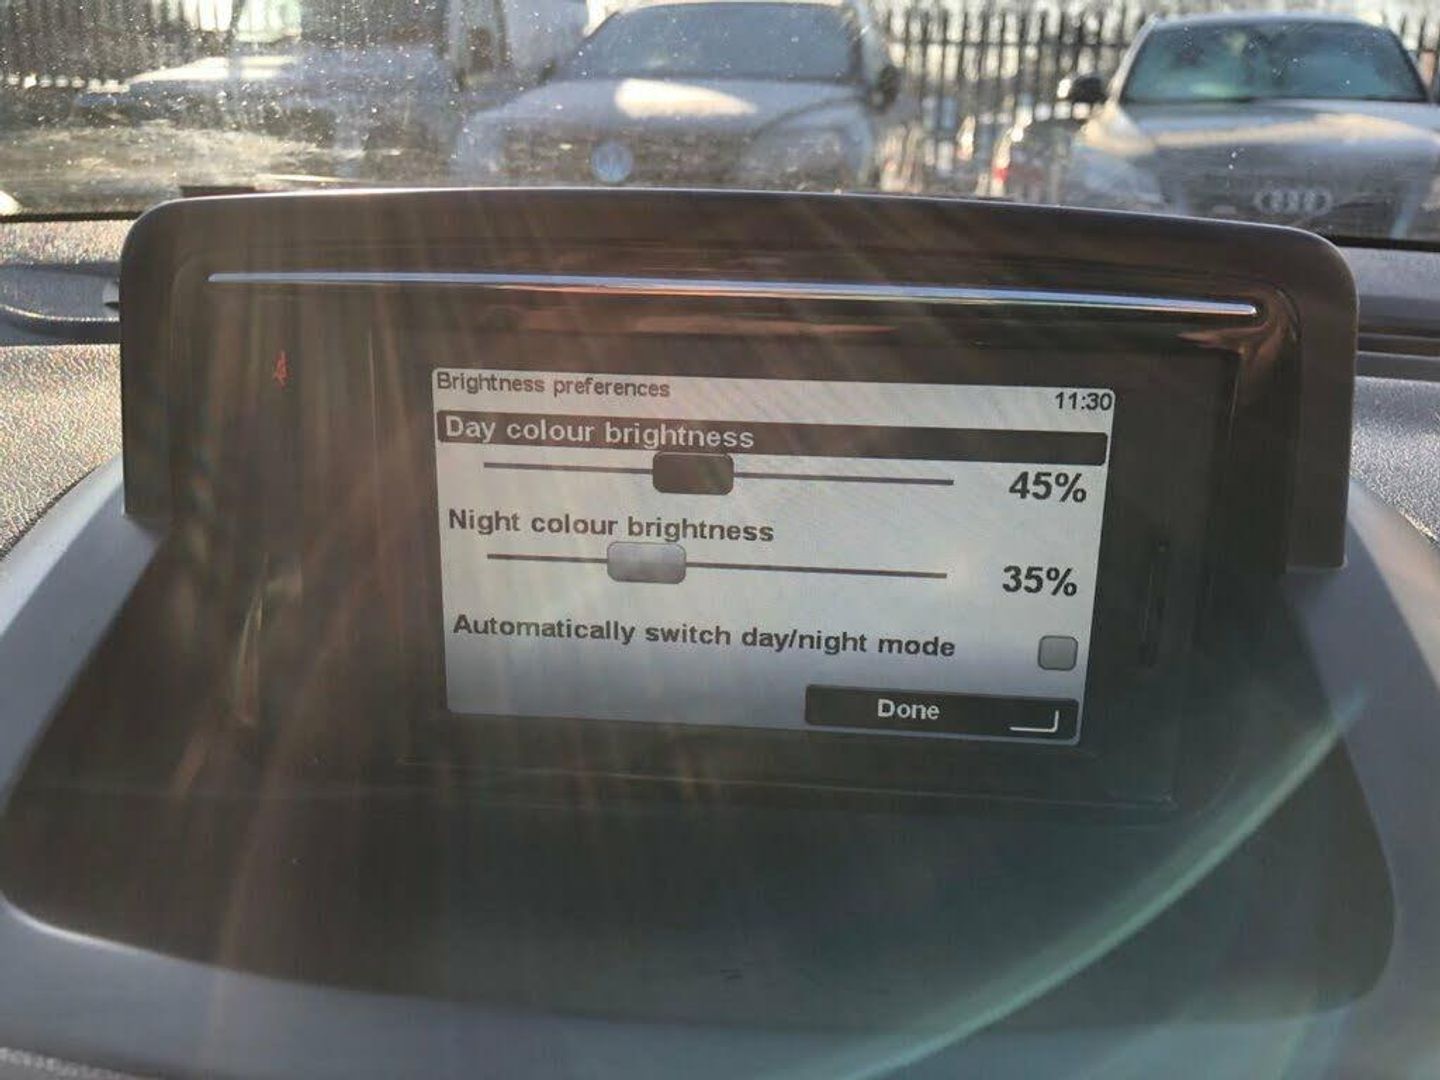 Brightness preferences
11:30
Day colour brightness
45%
Night colour brightness
35%
Automatically switch day/night mode
Done